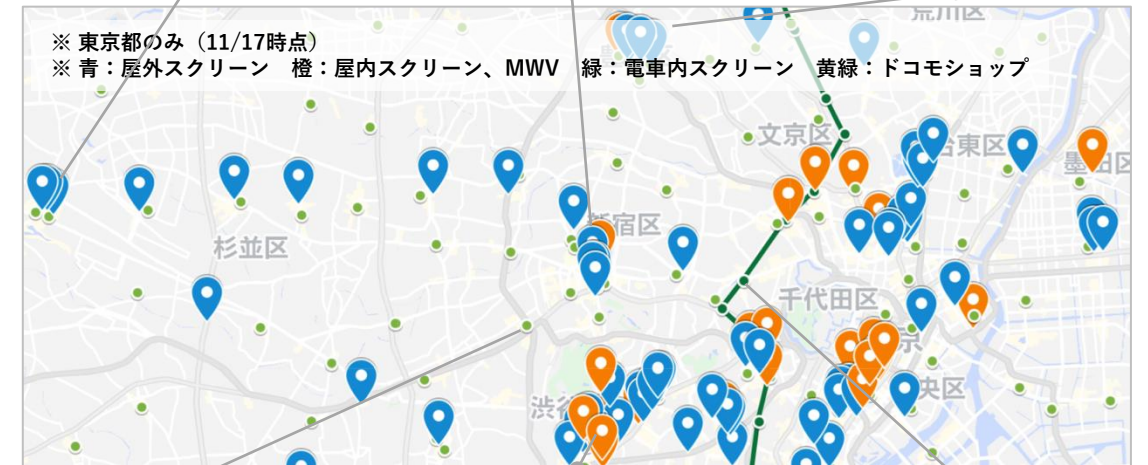 荒川区
※ 東京都のみ（11/17時点）
※ 青：屋外スクリーン　橙：屋内スクリーン、MWV　緑：電車内スクリーン　黄緑：ドコモショップ
文京区
台東区
墨田区
新宿区
杉並区
千代田区
京
央区
渋谷